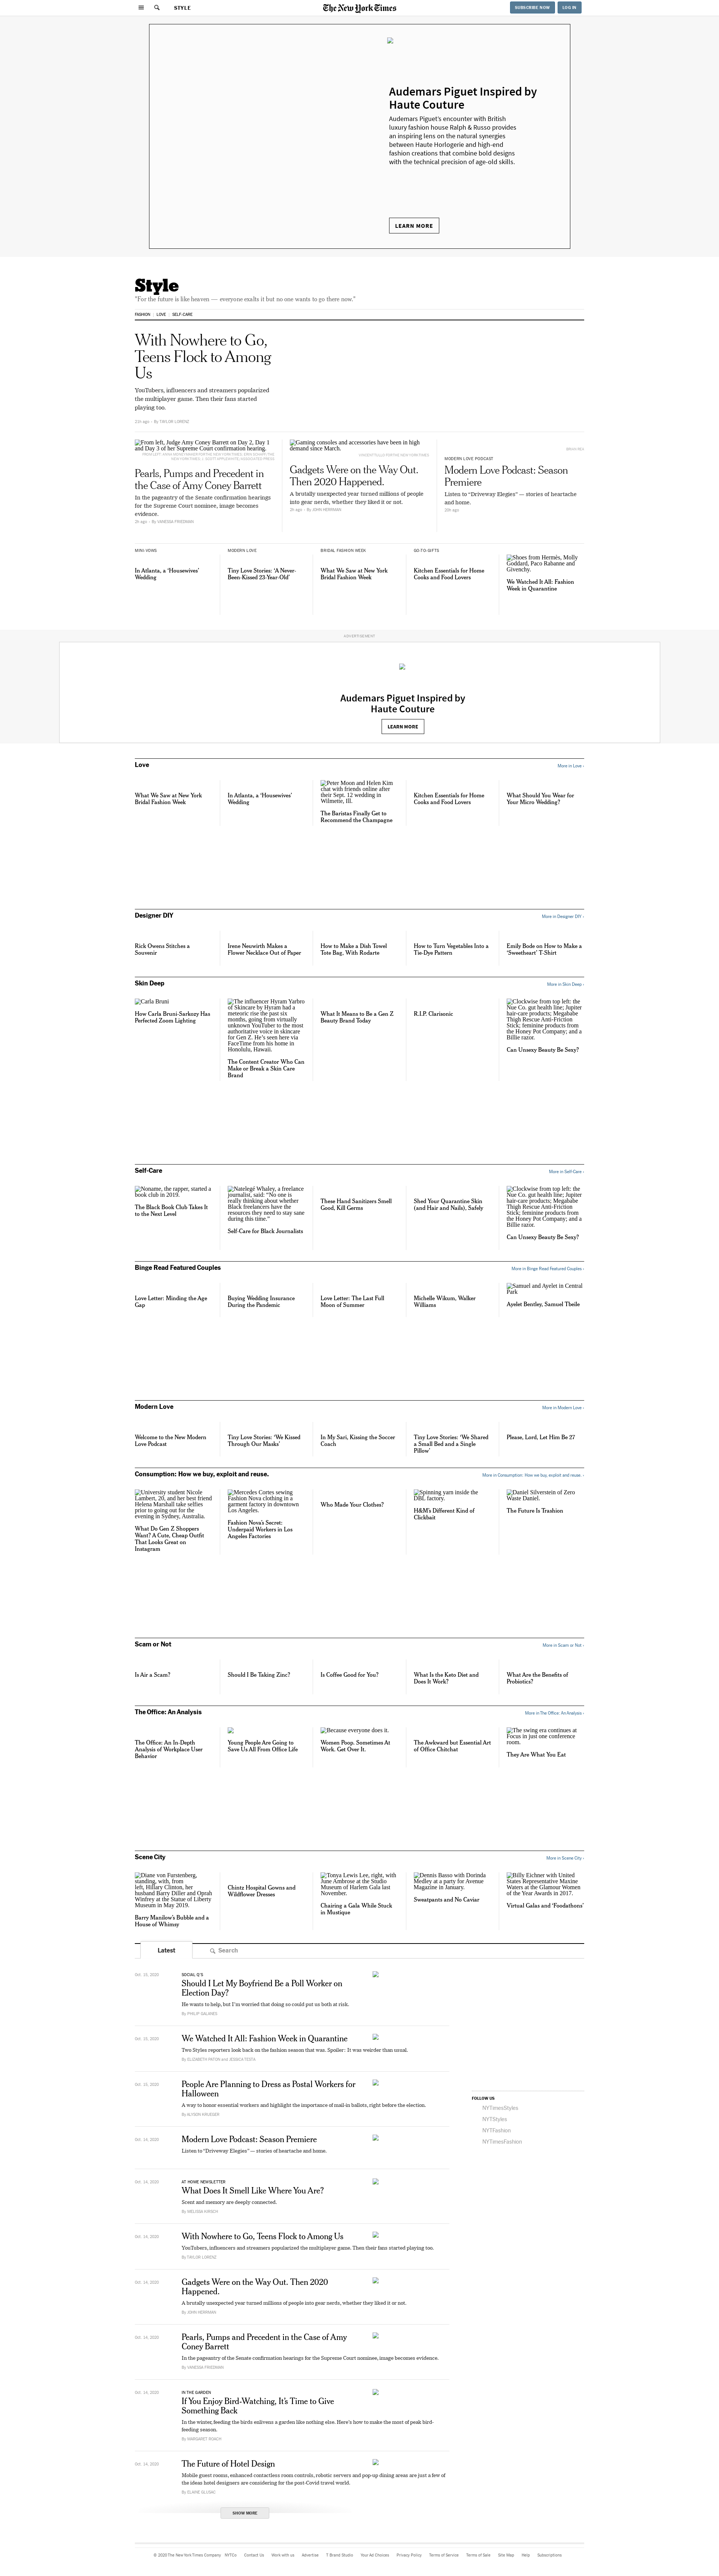 STYLE
The New York Times
SUBSCRIBE NOW
LOG IN
Audemars Piguet Inspired by
Haute Couture
Audemars Piguet's encounter with British
luxury fashion house Ralph & Russo provides
an inspiring lens on the natural synergies
between Haute Horlogerie and high-end
fashion creations that combine bold designs
with the technical precision of age-old skills.
LEARN MORE
Style
"For the future is like heaven — everyone exalts it but no one wants to go there now."
FASHION
LOVE
SELF-CARE
With Nowhere to Go,
Teens Flock to Among
Us
YouTubers, influencers and streamers popularized
the multiplayer game. Then their fans started
playing too.
By TAYLOR LORENZ
From left, Judge Amy Coney Barrett on Day 2, Day 1
and Day 3 of her Supreme Court confirmation hearing.
Pearls, Pumps and Precedent in
the Case of Amy Coney Barrett
In the pageantry of the Senate confirmation hearings
for the Supreme Court nominee, image becomes
evidence.
2h ago · By VANESSA FRIEDMAN
Gaming consoles and accessories have been in high
demand since March.
Gadgets Were on the Way Out.
Then 2020 Happened.
A brutally unexpected year turned millions of people
into gear nerds, whether they liked it or not.
By JOHN HERRMAN
MODERN LOVE PODCAST
Modern Love Podcast: Season
Premiere
Listen to "Driveway Elegies" — stories of heartache
and home.
MINI-VOWS
In Atlanta, a 'Housewives'
Wedding
MODERN LOVE
Tiny Love Stories: 'A Never-
Been-Kissed 23-Year-Old'
BRIDAL FASHION WEEK
What We Saw at New York
Bridal Fashion Week
GO-TO-GIFTS
Kitchen Essentials for Home
Cooks and Food Lovers
Shoes from Hermès, Molly
Goddard, Paco Rabanne and
Givenchy.
We Watched It All: Fashion
Week in Quarantine
ADVERTISEMENT
Audemars Piguet Inspired by
Haute Couture
LEARN MORE
Love
More in Love ›
What We Saw at New York
Bridal Fashion Week
In Atlanta, a 'Housewives'
Wedding
Peter Moon and Helen Kim
chat with friends online after
their Sept. 12 wedding in
Wilmette, Ill.
The Baristas Finally Get to
Recommend the Champagne
Kitchen Essentials for Home
Cooks and Food Lovers
What Should You Wear for
Your Micro Wedding?
Designer DIY
More in Designer DIY ›
Rick Owens Stitches a
Souvenir
Irene Neuwirth Makes a
Flower Necklace Out of Paper
How to Make a Dish Towel
Tote Bag, With Rodarte
How to Turn Vegetables Into a
Tie-Dye Pattern
Emily Bode on How to Make a
'Sweetheart' T-Shirt
Skin Deep
More in Skin Deep ›
Carla Bruni
How Carla Bruni-Sarkozy Has
Perfected Zoom Lighting
The influencer Hyram Yarbro
of Skincare by Hyram had a
meteoric rise the past six
months, going from virtually
unknown YouTuber to the most
authoritative voice in skincare
for Gen Z. He's seen here via
FaceTime from his home in
Honolulu, Hawaii.
The Content Creator Who Can
Make or Break a Skin Care
Brand
What It Means to Be a Gen Z
Beauty Brand Today
R.I.P. Clarisonic
Clockwise from top left: the
Nue Co. gut health line; Jupiter
hair-care products; Megababe
Thigh Rescue Anti-Friction
Stick; feminine products from
the Honey Pot Company; and a
Billie razor.
Can Unsexy Beauty Be Sexy?
Self-Care
More in Self-Care ›
Noname, the rapper, started a
book club in 2019.
The Black Book Club Takes It
to the Next Level
Natelegé Whaley, a freelance
journalist, said: "No one is
really thinking about whether
Black freelancers have the
resources they need to stay sane
during this time."
Self-Care for Black Journalists
These Hand Sanitizers Smell
Good, Kill Germs
Shed Your Quarantine Skin
(and Hair and Nails), Safely
Clockwise from top left: the
Nue Co. gut health line; Jupiter
hair-care products; Megababe
Thigh Rescue Anti-Friction
Stick; feminine products from
the Honey Pot Company; and a
Billie razor.
Can Unsexy Beauty Be Sexy?
Binge Read Featured Couples
More in Binge Read Featured Couples ›
Love Letter: Minding the Age
Gap
Buying Wedding Insurance
During the Pandemic
Love Letter: The Last Full
Moon of Summer
Michelle Wikum, Walker
Williams
Samuel and Ayelet in Central
Park
Ayelet Bentley, Samuel Tbeile
Modern Love
More in Modern Love ›
Welcome to the New Modern
Love Podcast
Tiny Love Stories: 'We Kissed
Through Our Masks'
In My Sari, Kissing the Soccer
Coach
Tiny Love Stories: 'We Shared
a Small Bed and a Single
Pillow'
Please, Lord, Let Him Be 27
Consumption: How we buy, exploit and reuse.
More in Consumption: How we buy, exploit and reuse. ›
University student Nicole
Lambert, 20, and her best friend
Helena Marshall take selfies
prior to going out for the
evening in Sydney, Australia.
What Do Gen Z Shoppers
Want? A Cute, Cheap Outfit
That Looks Great on
Instagram
Mercedes Cortes sewing
Fashion Nova clothing in a
garment factory in downtown
Los Angeles.
Fashion Nova's Secret:
Underpaid Workers in Los
Angeles Factories
Who Made Your Clothes?
Spinning yarn inside the
DBL factory.
H&M's Different Kind of
Clickbait
Daniel Silverstein of Zero
Waste Daniel.
The Future Is Trashion
Scam or Not
More in Scam or Not ›
Is Air a Scam?
Should I Be Taking Zinc?
Is Coffee Good for You?
What Is the Keto Diet and
Does It Work?
What Are the Benefits of
Probiotics?
The Office: An Analysis
More in The Office: An Analysis ›
The Office: An In-Depth
Analysis of Workplace User
Behavior
Young People Are Going to
Save Us All From Office Life
Because everyone does it.
Women Poop. Sometimes At
Work. Get Over It.
The Awkward but Essential Art
of Office Chitchat
The swing era continues at
Focus in just one conference
room.
They Are What You Eat
Scene City
More in Scene City ›
Diane von Furstenberg,
standing, with, from
left, Hillary Clinton, her
husband Barry Diller and Oprah
Winfrey at the Statue of Liberty
Museum in May 2019.
Barry Manilow's Bubble and a
House of Whimsy
Chintz Hospital Gowns and
Wildflower Dresses
Tonya Lewis Lee, right, with
June Ambrose at the Studio
Museum of Harlem Gala last
November.
Chairing a Gala While Stuck
in Mustique
Dennis Basso with Dorinda
Medley at a party for Avenue
Magazine in January.
Sweatpants and No Caviar
Billy Eichner with United
States Representative Maxine
Waters at the Glamour Women
of the Year Awards in 2017.
Virtual Galas and 'Foodathons'
Latest
Search
SOCIAL Q'S
Should I Let My Boyfriend Be a Poll Worker on
Election Day?
He wants to help, but I'm worried that doing so could put us both at risk.
By PHILIP GALANES
We Watched It All: Fashion Week in Quarantine
Two Styles reporters look back on the fashion season that was. Spoiler: It was weirder than usual.
By ELIZABETH PATON and JESSICA TESTA
People Are Planning to Dress as Postal Workers for
Halloween
A way to honor essential workers and highlight the importance of mail-in ballots, right before the election.
By ALYSON KRUEGER
FOLLOW US
NYTimesStyles
NYTStyles
NYTFashion
NYTimesFashion
Oct. 14, 2020
Modern Love Podcast: Season Premiere
Listen to "Driveway Elegies" — stories of heartache and home.
Oct. 14, 2020
AT HOME NEWSLETTER
What Does It Smell Like Where You Are?
Scent and memory are deeply connected.
By MELISSA KIRSCH
Oct. 14, 2020
With Nowhere to Go, Teens Flock to Among Us
YouTubers, influencers and streamers popularized the multiplayer game. Then their fans started playing too.
By TAYLOR LORENZ
Oct. 14, 2020
Gadgets Were on the Way Out. Then 2020
Happened.
A brutally unexpected year turned millions of people into gear nerds, whether they liked it or not.
By JOHN HERRMAN
Oct. 14, 2020
Pearls, Pumps and Precedent in the Case of Amy
Coney Barrett
In the pageantry of the Senate confirmation hearings for the Supreme Court nominee, image becomes evidence.
By VANESSA FRIEDMAN
Oct. 14, 2020
IN THE GARDEN
If You Enjoy Bird-Watching, It's Time to Give
Something Back
In the winter, feeding the birds enlivens a garden like nothing else. Here's how to make the most of peak bird-
feeding season.
By MARGARET ROACH
Oct. 14, 2020
The Future of Hotel Design
Mobile guest rooms, enhanced contactless room controls, robotic servers and pop-up dining areas are just a few of
the ideas hotel designers are considering for the post-Covid travel world.
By ELAINE GLUSAC
SHOW MORE
© 2020 The New York Times Company
NYTCo
Contact Us
Work with us
Advertise
T Brand Studio
Your Ad Choices
Privacy Policy
Terms of Service
Terms of Sale
Site Map
Help
Subscriptions